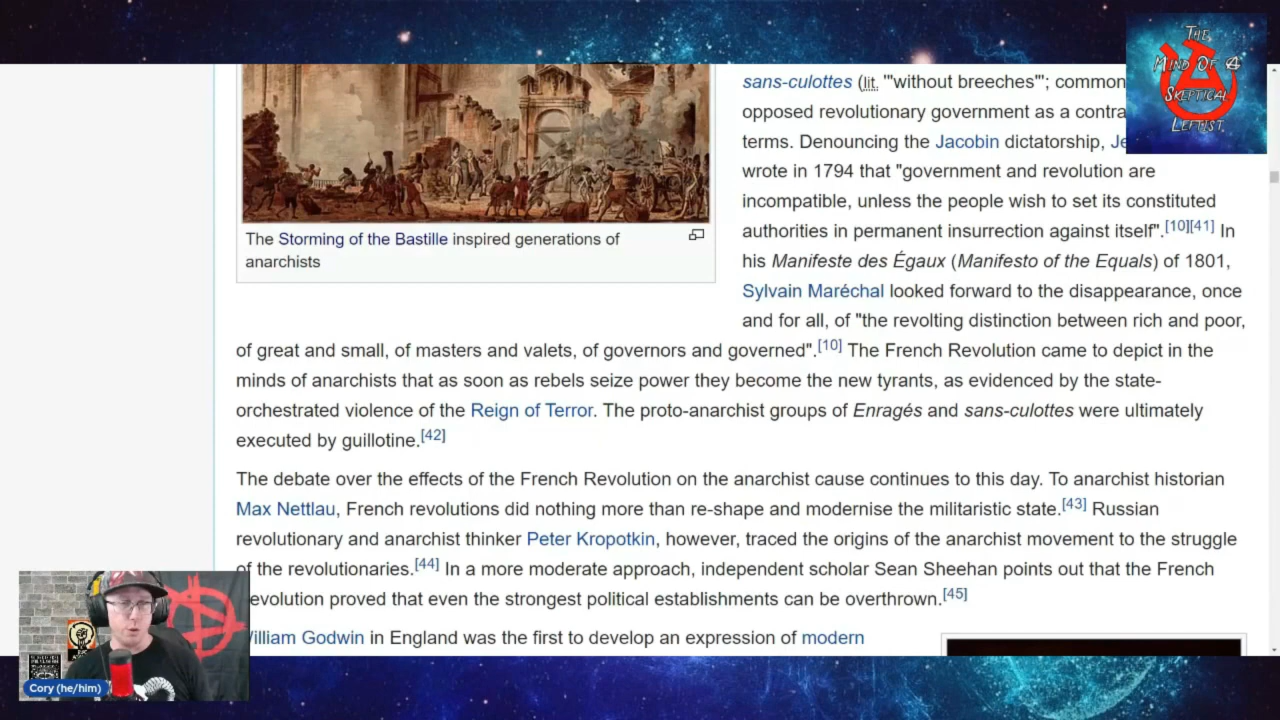 THE
MIND OF A
SKEPTICAL
LEFTIST
sans-culottes (lit. '"without breeches"'; common
opposed revolutionary government as a contra
terms. Denouncing the Jacobin dictatorship, Je
wrote in 1794 that "government and revolution are
incompatible, unless the people wish to set its constituted
authorities in permanent insurrection against itself".[10][41] In
his Manifeste des Égaux (Manifesto of the Equals) of 1801,
Sylvain Maréchal looked forward to the disappearance, once
and for all, of "the revolting distinction between rich and poor,
The Storming of the Bastille inspired generations of
anarchists
of great and small, of masters and valets, of governors and governed".[10] The French Revolution came to depict in the
minds of anarchists that as soon as rebels seize power they become the new tyrants, as evidenced by the state-
orchestrated violence of the Reign of Terror. The proto-anarchist groups of Enragés and sans-culottes were ultimately
executed by guillotine.[42]
The debate over the effects of the French Revolution on the anarchist cause continues to this day. To anarchist historian
Max Nettlau, French revolutions did nothing more than re-shape and modernise the militaristic state.[43] Russian
revolutionary and anarchist thinker Peter Kropotkin, however, traced the origins of the anarchist movement to the struggle
of the revolutionaries.[44] In a more moderate approach, independent scholar Sean Sheehan points out that the French
evolution proved that even the strongest political establishments can be overthrown.[45]
illiam Godwin in England was the first to develop an expression of modern
Cory (he/him)